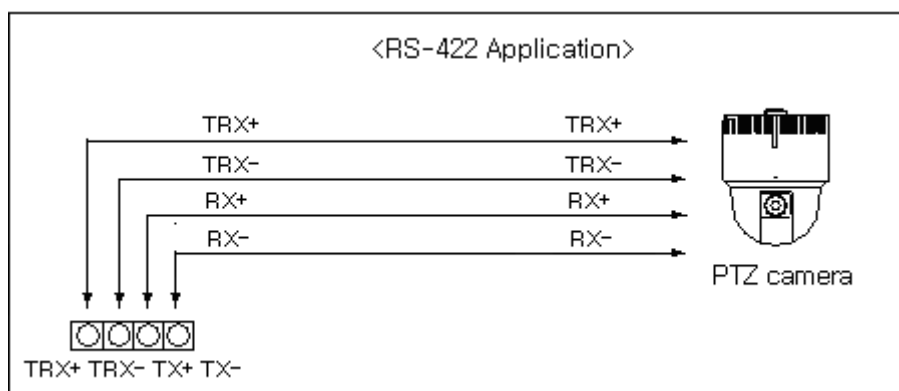 <RS-422 Application>
TRX+ TRX+
TRX- TRX-
RX+ RX+
RX- RX-
PTZ camera
TRX+ TRX- TX+ TX-